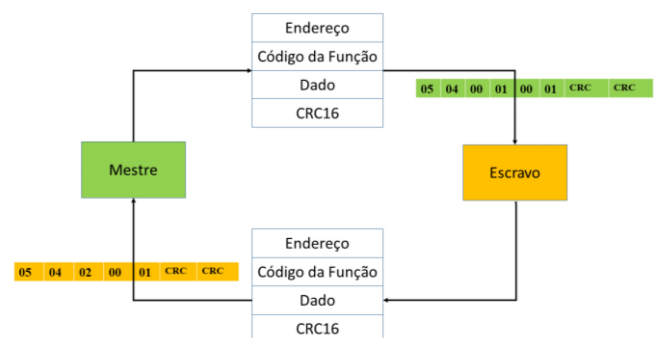 Endereço
Código da Função
Dado
CRC16
05 04 00 01 00 01 CRC CRC
Mestre
Escravo
05 04 02 00 01 CRC CRC
Endereço
Código da Função
Dado
CRC16